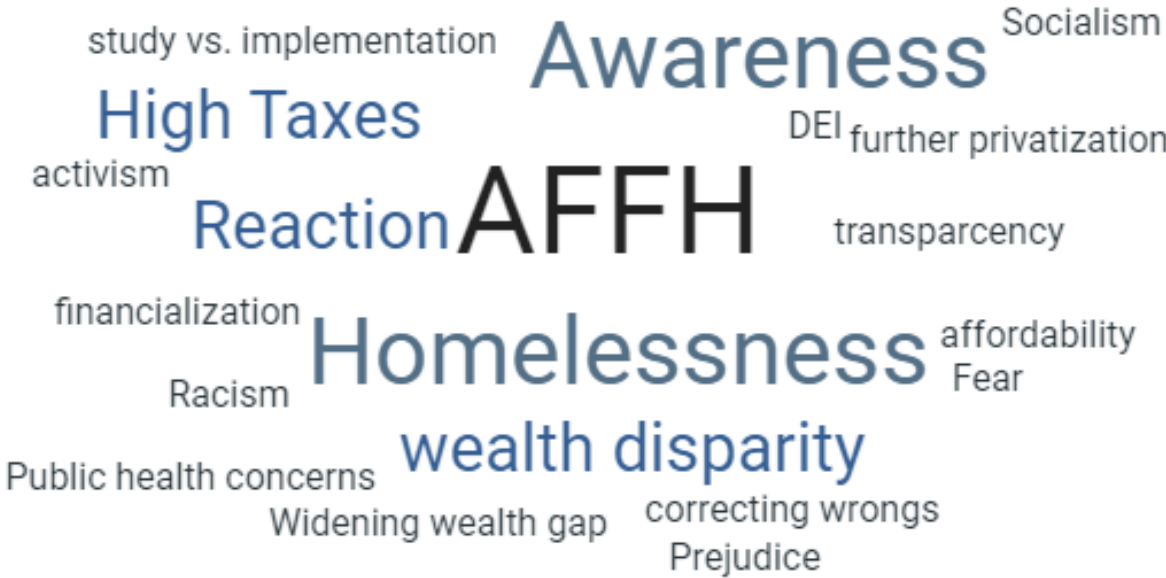 study vs. implementation
Awareness
Socialism
High Taxes
DEI
further privatization
activism
Reaction
AFFH
transparcency
financialization
Homelessness
affordability
Fear
Racism
wealth disparity
Public health concerns
Widening wealth gap
correcting wrongs
Prejudice